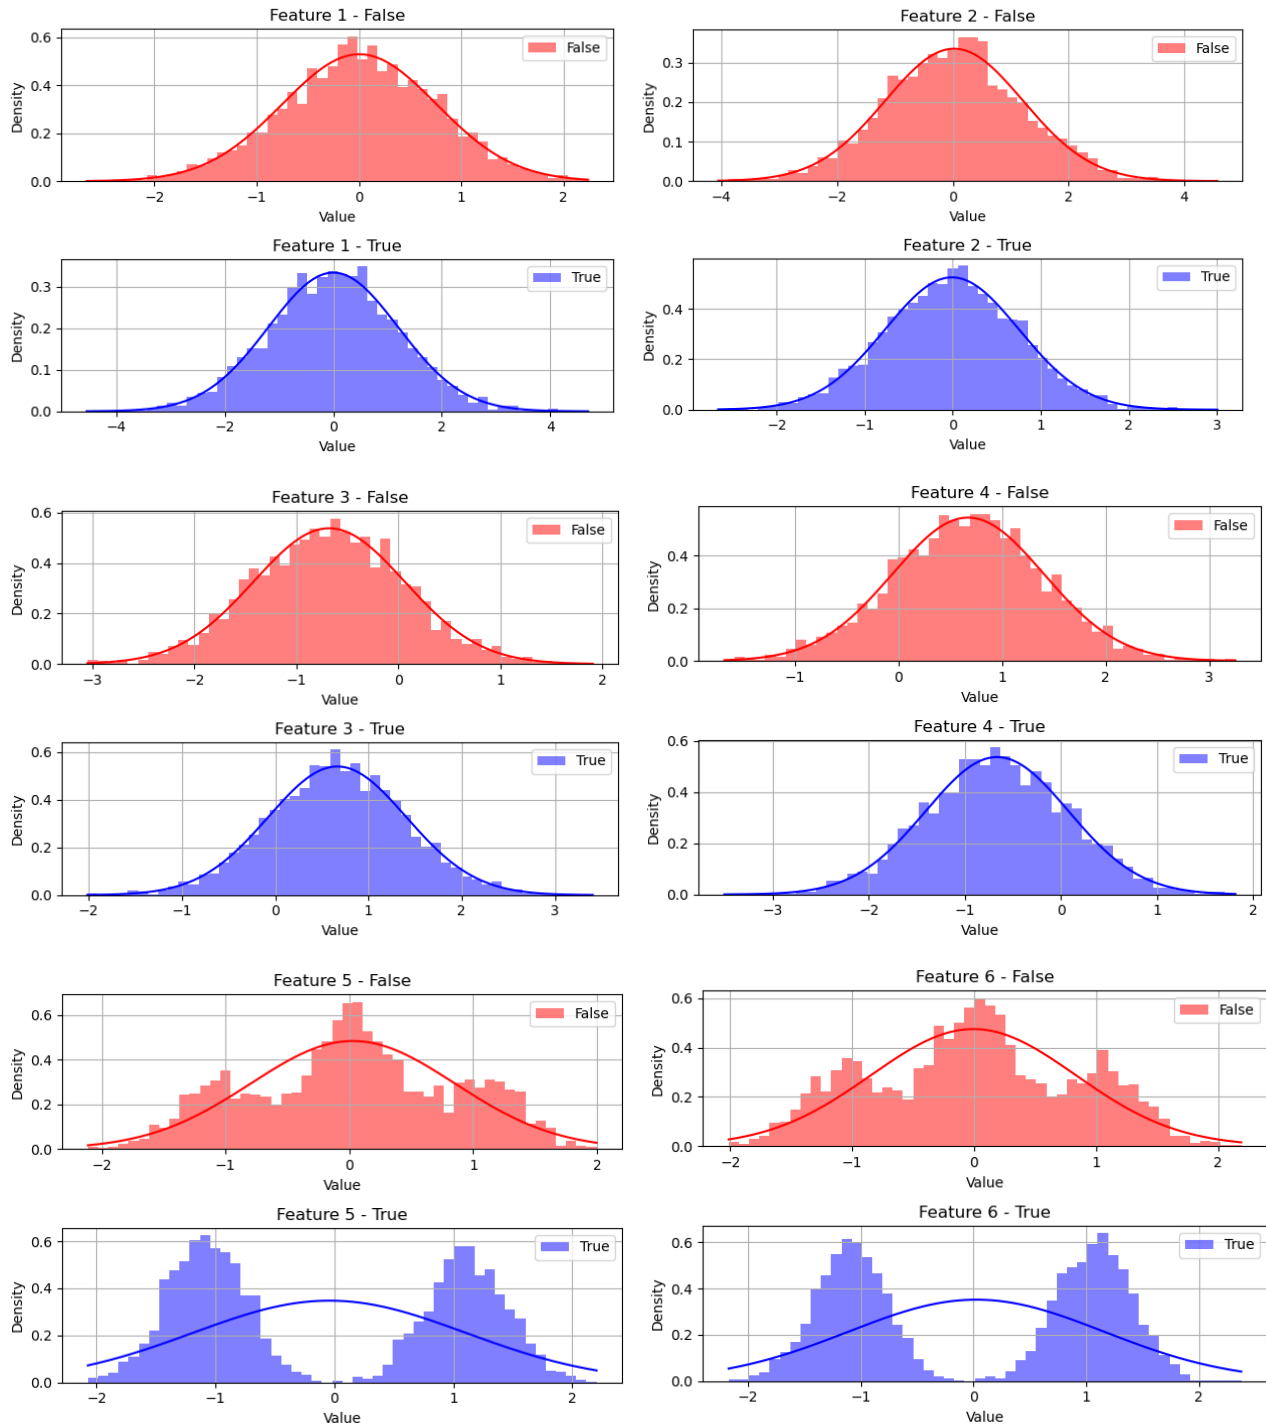 Feature 1 - False
Density
0.6
0.4
0.2
0.0
−2 −1 0 1 2
Value
False
Feature 2 - False
Density
0.3
0.2
0.1
0.0
−4 −2 0 2 4
Value
False
Feature 1 - True
Density
0.3
0.2
0.1
0.0
−4 −2 0 2 4
Value
True
Feature 2 - True
Density
0.4
0.2
0.0
−2 −1 0 1 2 3
Value
True
Feature 3 - False
Density
0.6
0.4
0.2
0.0
−3 −2 −1 0 1 2
Value
False
Feature 4 - False
Density
0.4
0.2
0.0
−1 0 1 2 3
Value
False
Feature 3 - True
Density
0.6
0.4
0.2
0.0
−2 −1 0 1 2 3
Value
True
Feature 4 - True
Density
0.6
0.4
0.2
0.0
−3 −2 −1 0 1 2
Value
True
Feature 5 - False
Density
0.6
0.4
0.2
0.0
−2 −1 0 1 2
Value
False
Feature 6 - False
Density
0.6
0.4
0.2
0.0
−2 −1 0 1 2
Value
False
Feature 5 - True
Density
0.6
0.4
0.2
0.0
−2 −1 0 1 2
Value
True
Feature 6 - True
Density
0.6
0.4
0.2
0.0
−2 −1 0 1 2
Value
True